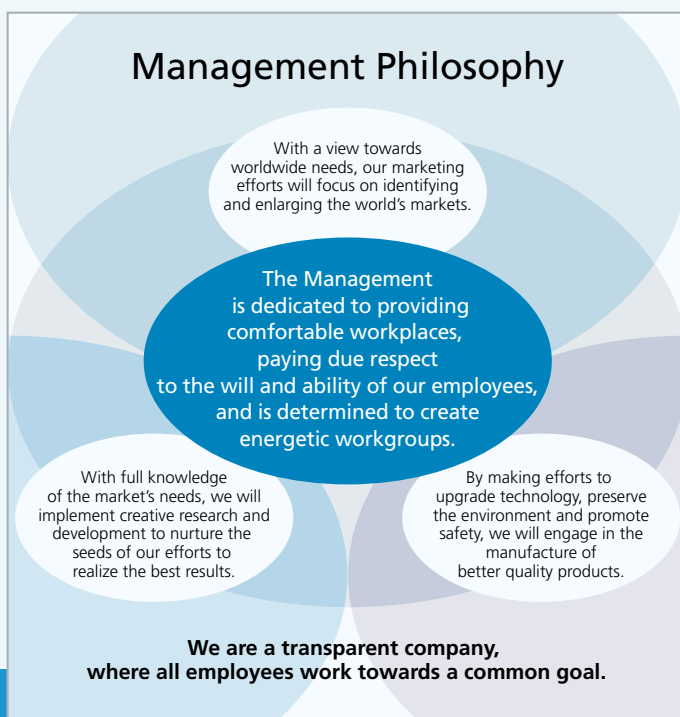 Management Philosophy
With a view towards
worldwide needs, our marketing
efforts will focus on identifying
and enlarging the world's markets.
The Management
is dedicated to providing
comfortable workplaces,
paying due respect
to the will and ability of our employees,
and is determined to create
energetic workgroups.
With full knowledge
of the market's needs, we will
implement creative research and
development to nurture the
seeds of our efforts to
realize the best results.
By making efforts to
upgrade technology, preserve
the environment and promote
safety, we will engage in the
manufacture of
better quality products.
We are a transparent company,
where all employees work towards a common goal.